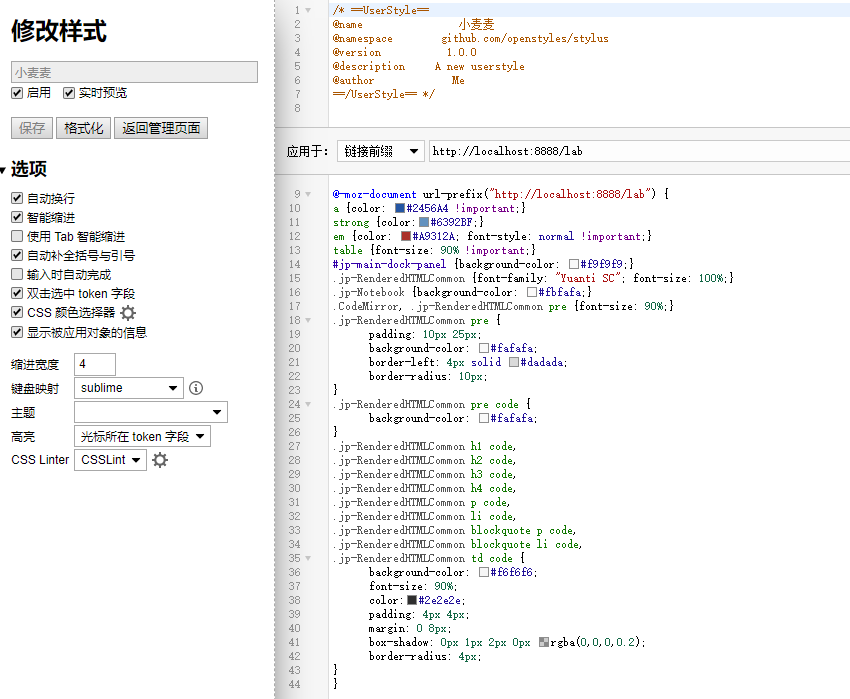 修改样式
小麦麦
启用 实时预览
保存 格式化 返回管理页面
选项
自动换行
智能缩进
使用 Tab 智能缩进
自动补全括号与引号
输入时自动完成
双击选中 token 字段
CSS 颜色选择器
显示被应用对象的信息
缩进宽度 4
键盘映射 sublime
主题
高亮 光标所在 token 字段
CSS Linter CSSLint
1 /* ==UserStyle==
2 @name 小麦麦
3 @namespace github.com/openstyles/stylus
4 @version 1.0.0
5 @description A new userstyle
6 @author Me
7 ==/UserStyle== */
8
应用于： 链接前缀 http://localhost:8888/lab
9 @-moz-document url-prefix("http://localhost:8888/lab") {
10 a {color: #2456A4 !important;}
11 strong {color: #6392BF;}
12 em {color: #A9312A; font-style: normal !important;}
13 table {font-size: 90% !important;}
14 #jp-main-dock-panel {background-color: #f9f9f9;}
15 .jp-RenderedHTMLCommon {font-family: "Yuanti SC"; font-size: 100%;}
16 .jp-Notebook {background-color: #fbfafa;}
17 .CodeMirror, .jp-RenderedHTMLCommon pre {font-size: 90%;}
18 .jp-RenderedHTMLCommon pre {
19 padding: 10px 25px;
20 background-color: #fafafa;
21 border-left: 4px solid #dadada;
22 border-radius: 10px;
23 }
24 .jp-RenderedHTMLCommon pre code {
25 background-color: #fafafa;
26 }
27 .jp-RenderedHTMLCommon h1 code,
28 .jp-RenderedHTMLCommon h2 code,
29 .jp-RenderedHTMLCommon h3 code,
30 .jp-RenderedHTMLCommon h4 code,
31 .jp-RenderedHTMLCommon p code,
32 .jp-RenderedHTMLCommon li code,
33 .jp-RenderedHTMLCommon blockquote p code,
34 .jp-RenderedHTMLCommon blockquote li code,
35 .jp-RenderedHTMLCommon td code {
36 background-color: #f6f6f6;
37 font-size: 90%;
38 color: #2e2e2e;
39 padding: 4px 4px;
40 margin: 0 8px;
41 box-shadow: 0px 1px 2px 0px rgba(0,0,0,0.2);
42 border-radius: 4px;
43 }
44 }